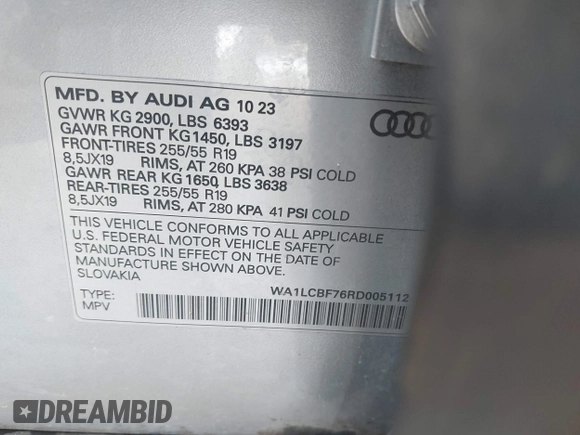 MFD. BY AUDI AG 10 23
GVWR KG 2900, LBS 6393
GAWR FRONT KG 1450, LBS 3197
FRONT-TIRES 255/55 R19
8,5JX19 RIMS, AT 260 KPA 38 PSI COLD
GAWR REAR KG 1650, LBS 3638
REAR-TIRES 255/55 R19
8,5JX19 RIMS, AT 280 KPA 41 PSI COLD
THIS VEHICLE CONFORMS TO ALL APPLICABLE
U.S. FEDERAL MOTOR VEHICLE SAFETY
STANDARDS IN EFFECT ON THE DATE OF
MANUFACTURE SHOWN ABOVE.
SLOVAKIA
WA1LCBF76RD005112
TYPE:
MPV
DREAMBID